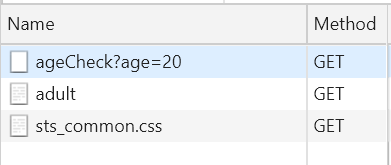 Name Method
ageCheck?age=20 GET
adult GET
sts_common.css GET